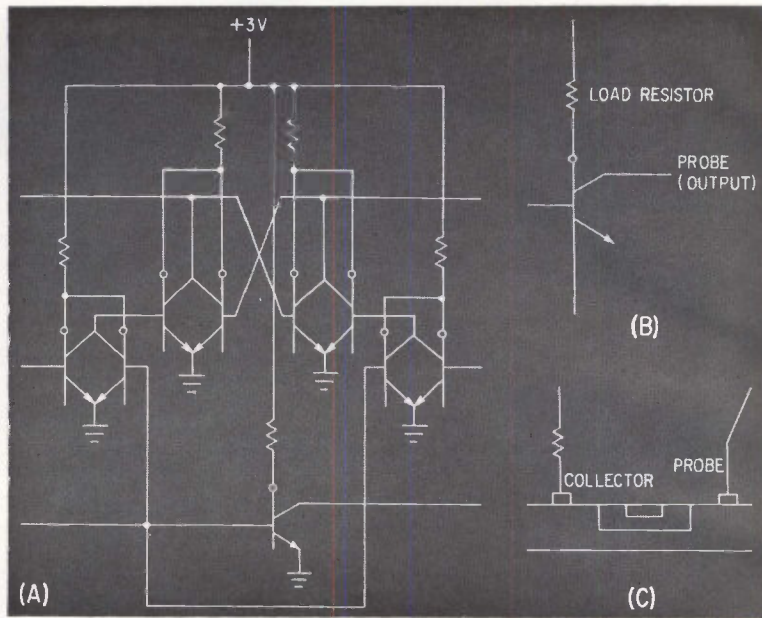 +3V
LOAD RESISTOR
PROBE
(OUTPUT)
(B)
COLLECTOR
PROBE
(A)
(C)